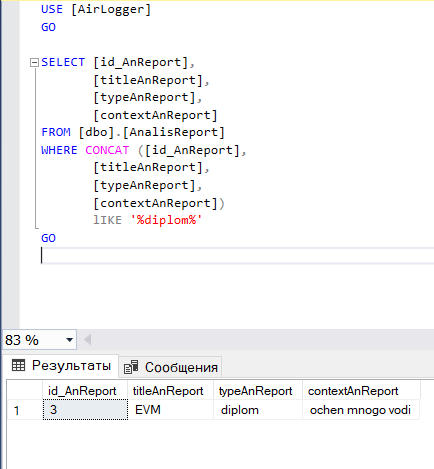 USE [AirLogger]
GO
SELECT [id_AnReport],
[titleAnReport],
[typeAnReport],
[contextAnReport]
FROM [dbo].[AnalisReport]
WHERE CONCAT ([id_AnReport],
[titleAnReport],
[typeAnReport],
[contextAnReport])
lIKE '%diplom%'
GO
83 %
Результаты Сообщения
id_AnReport titleAnReport typeAnReport contextAnReport
1 3 EVM diplom ochen mnogo vodi